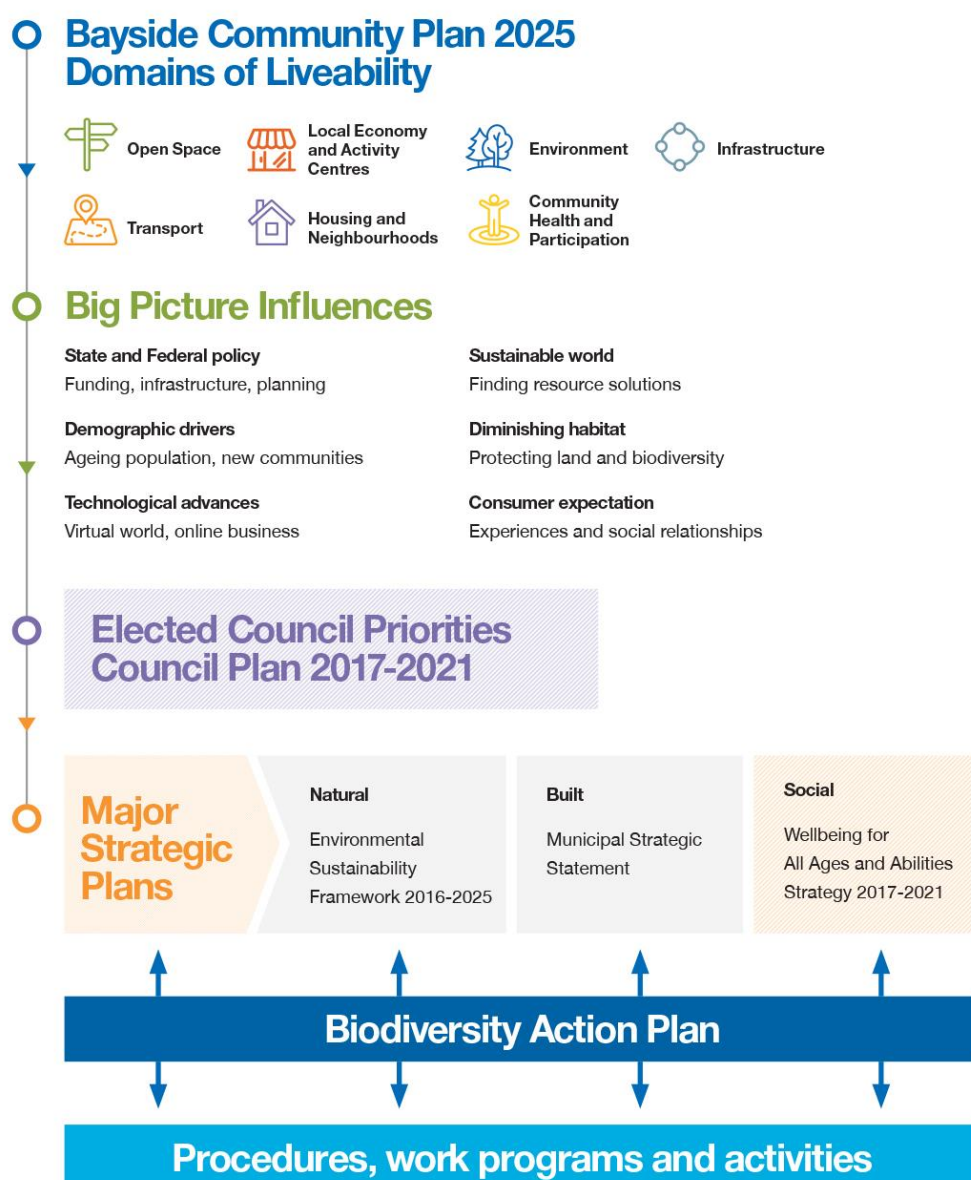 Bayside Community Plan 2025
Domains of Liveability
Open Space
Local Economy
and Activity
Centres
Environment
Infrastructure
Transport
Housing and
Neighbourhoods
Community
Health and
Participation
Big Picture Influences
State and Federal policy
Funding, infrastructure, planning
Sustainable world
Finding resource solutions
Demographic drivers
Ageing population, new communities
Diminishing habitat
Protecting land and biodiversity
Technological advances
Virtual world, online business
Consumer expectation
Experiences and social relationships
Elected Council Priorities
Council Plan 2017-2021
Major
Strategic
Plans
Natural
Environmental
Sustainability
Framework 2016-2025
Built
Municipal Strategic
Statement
Social
Wellbeing for
All Ages and Abilities
Strategy 2017-2021
Biodiversity Action Plan
Procedures, work programs and activities